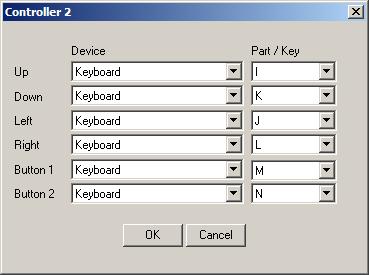 Controller 2
Device Part / Key
Up Keyboard I
Down Keyboard K
Left Keyboard J
Right Keyboard L
Button 1 Keyboard M
Button 2 Keyboard N
OK Cancel